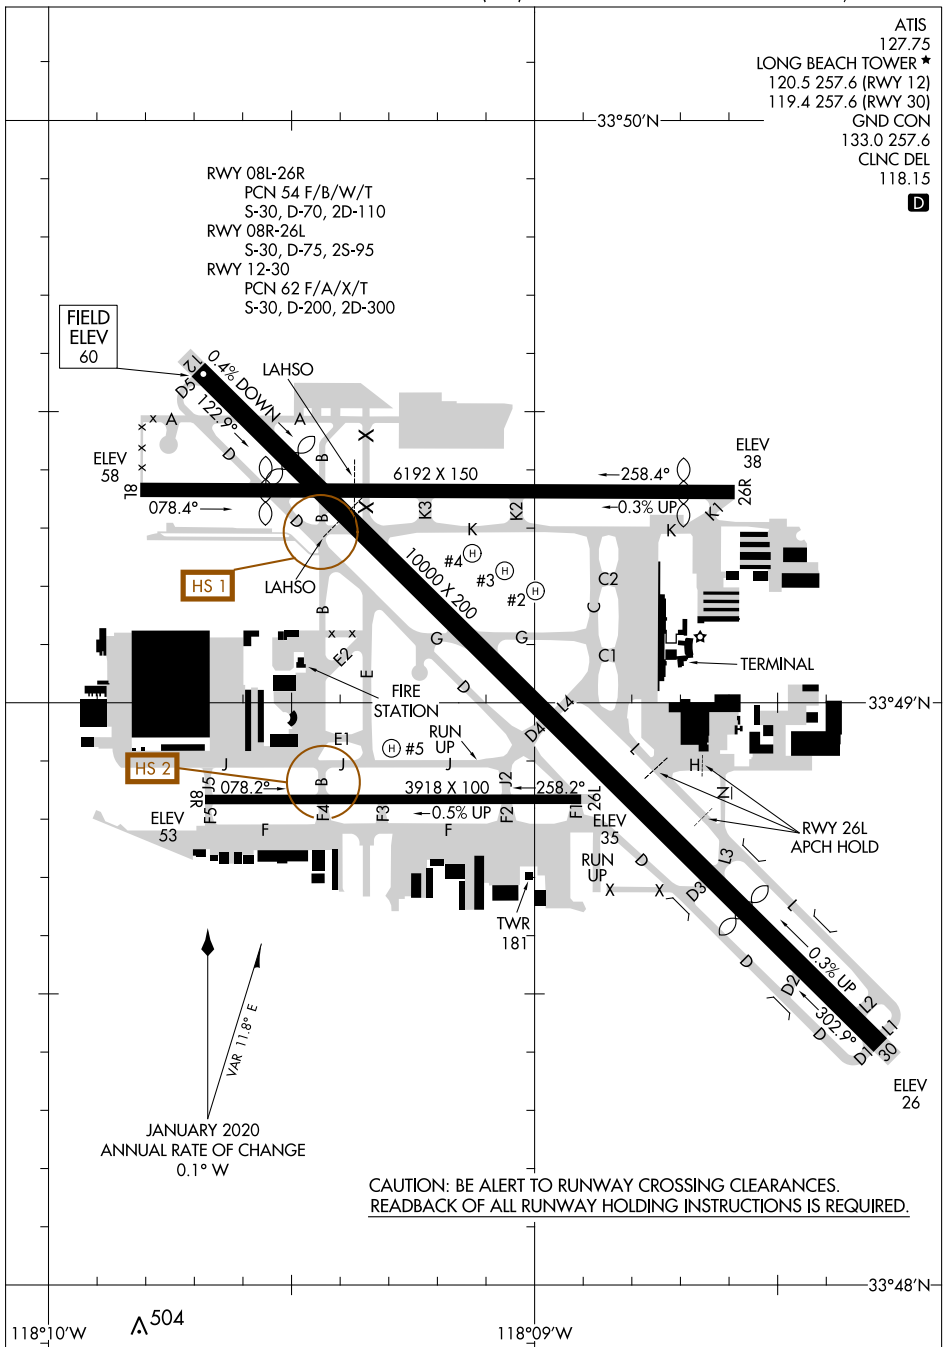 ATIS
127.75
LONG BEACH TOWER ★
120.5 257.6 (RWY 12)
119.4 257.6 (RWY 30)
GND CON
133.0 257.6
CLNC DEL
118.15
D
33°50'N
RWY 08L-26R
PCN 54 F/B/W/T
S-30, D-70, 2D-110
RWY 08R-26L
S-30, D-75, 2S-95
RWY 12-30
PCN 62 F/A/X/T
S-30, D-200, 2D-300
FIELD
ELEV
60
12
D5
0.4% DOWN
122.9°
LAHSO
A
A
X
B
D
ELEV
58
8L
6192 X 150
258.4°
ELEV
38
26R
078.4°
0.3% UP
K1
D
B
X
K3
K2
K
K
HS 1
LAHSO
10000 X 200
#4 H
#3 H
#2 H
C2
C
C1
B
G
G
E2
E
D
TERMINAL
FIRE
STATION
L4
D4
33°49'N
E1
H #5
RUN
UP
L
H
HS 2
J
J
J
J5
J2
B
078.2°
3918 X 100
258.2°
8R
26L
F5
F4
F3
F2
F1
0.5% UP
N
ELEV
53
F
F
ELEV
35
RWY 26L
APCH HOLD
RUN
UP
D
L3
X
X
D3
L
TWR
181
D
D2
0.3% UP
302.9°
D
L2
L1
D1
30
ELEV
26
VAR 11.8° E
JANUARY 2020
ANNUAL RATE OF CHANGE
0.1° W
CAUTION: BE ALERT TO RUNWAY CROSSING CLEARANCES.
READBACK OF ALL RUNWAY HOLDING INSTRUCTIONS IS REQUIRED.
33°48'N
504
118°10'W
118°09'W